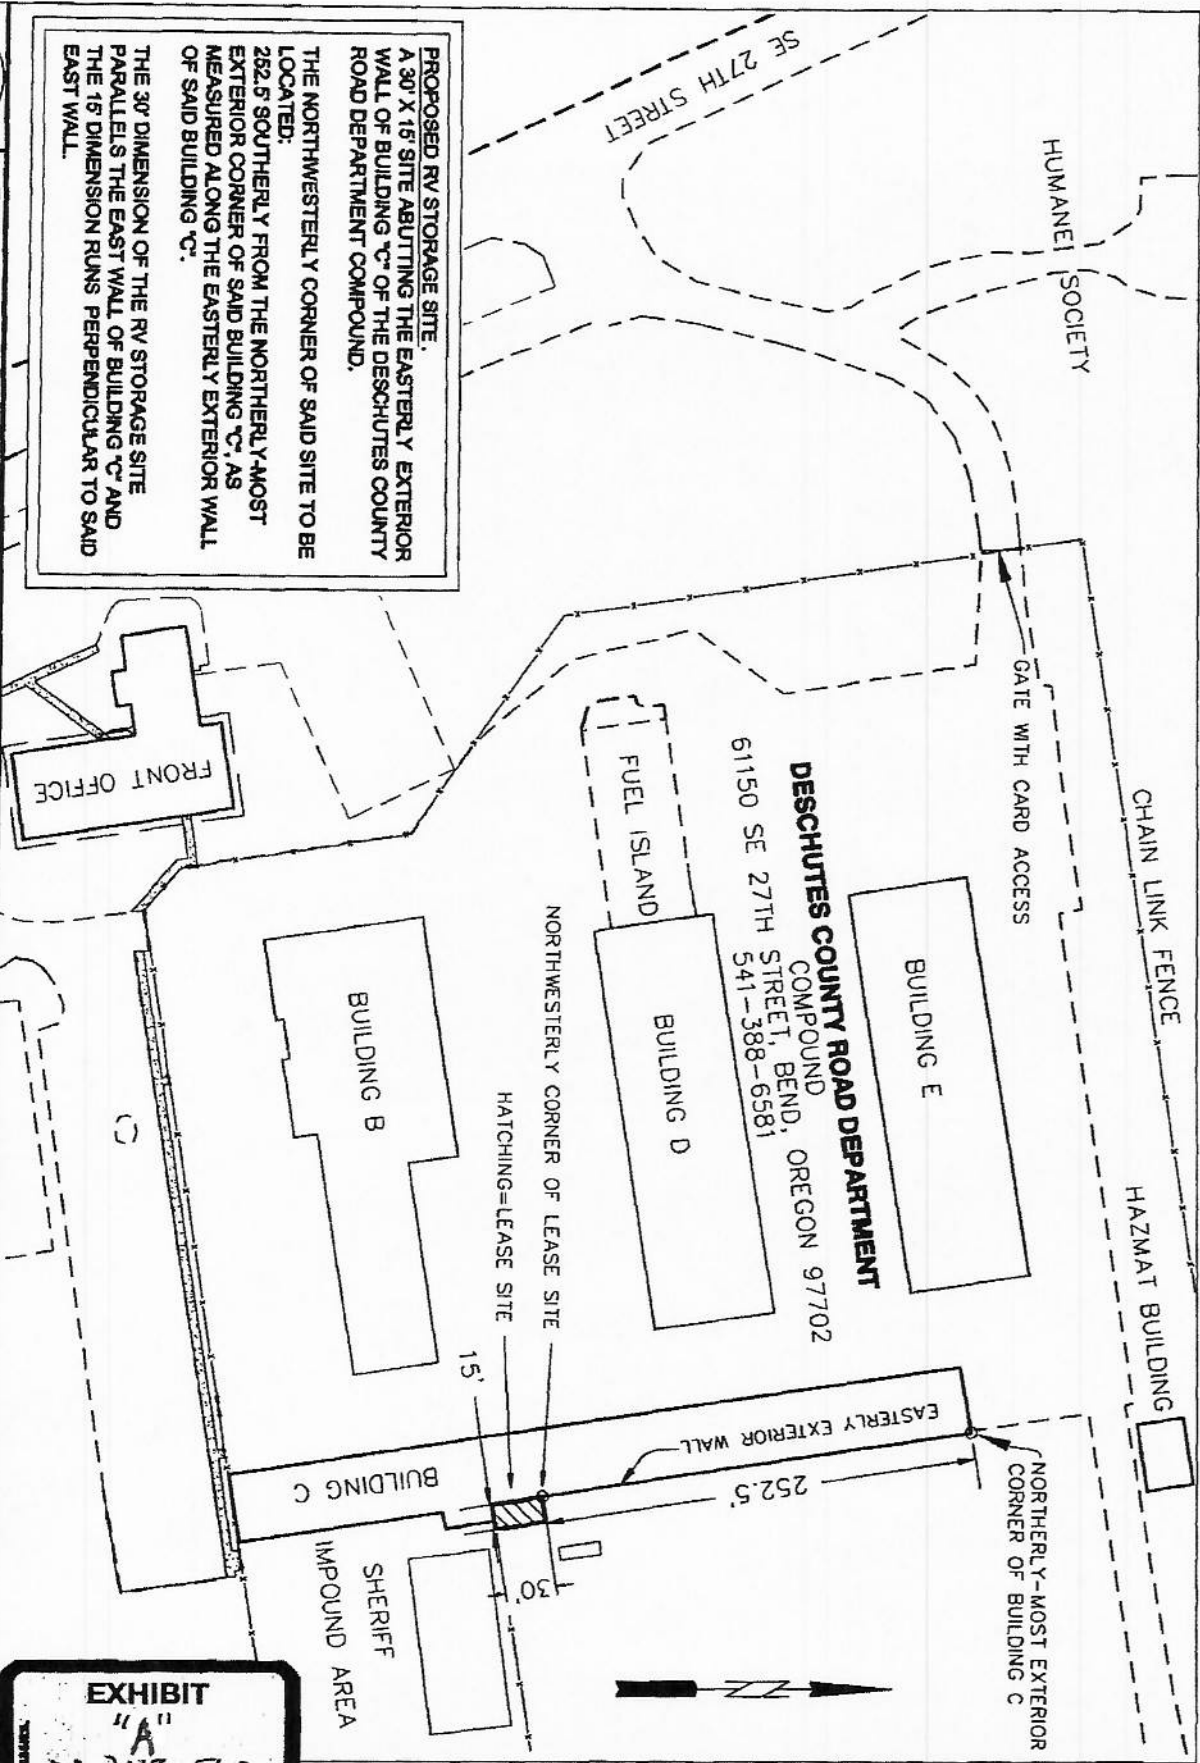 PROPOSED RV STORAGE SITE.
A 30' X 15' SITE ABUTTING THE EASTERLY EXTERIOR
WALL OF BUILDING "C" OF THE DESCHUTES COUNTY
ROAD DEPARTMENT COMPOUND.
THE NORTHWESTERLY CORNER OF SAID SITE TO BE
LOCATED:
252.5' SOUTHERLY FROM THE NORTHERLY-MOST
EXTERIOR CORNER OF SAID BUILDING "C", AS
MEASURED ALONG THE EASTERLY EXTERIOR WALL
OF SAID BUILDING "C".
THE 30' DIMENSION OF THE RV STORAGE SITE
PARALLELS THE EAST WALL OF BUILDING "C" AND
THE 15' DIMENSION RUNS PERPENDICULAR TO SAID
EAST WALL.
SE 27TH STREET
HUMANE SOCIETY
GATE WITH CARD ACCESS
CHAIN LINK FENCE
HAZMAT BUILDING
DESCHUTES COUNTY ROAD DEPARTMENT
COMPOUND
61150 SE 27TH STREET, BEND, OREGON 97702
541-388-6581
FUEL ISLAND
FRONT OFFICE
BUILDING E
BUILDING D
BUILDING B
NORTHWESTERLY CORNER OF LEASE SITE
HATCHING=LEASE SITE
15'
EASTERLY EXTERIOR WALL
BUILDING C
252.5'
30'
NORTHERLY-MOST EXTERIOR
CORNER OF BUILDING C
SHERIFF
IMPOUND AREA
N
EXHIBIT
"A"